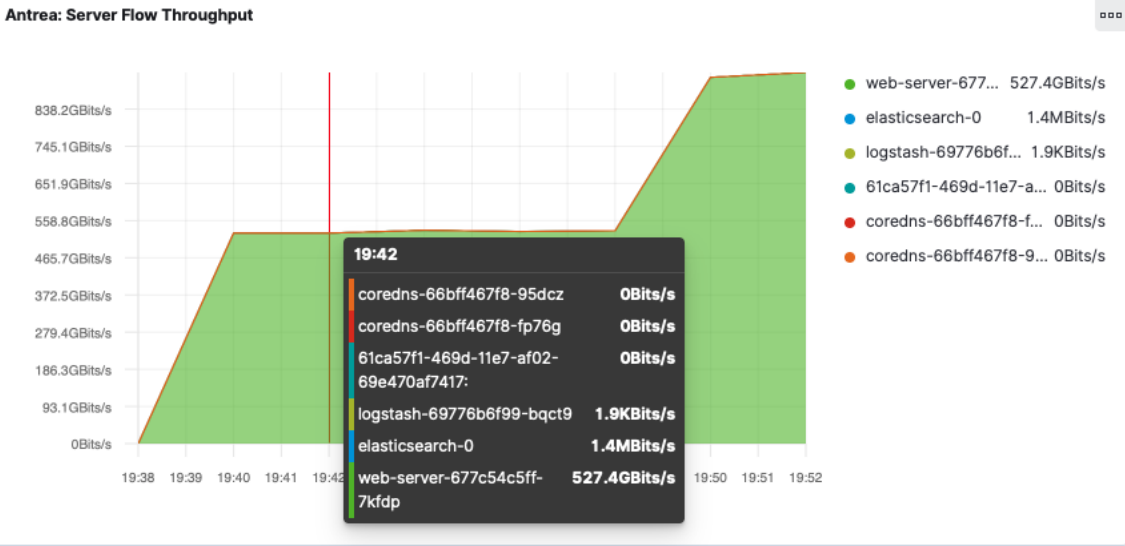 Antrea: Server Flow Throughput
838.2GBits/s
745.1GBits/s
651.9GBits/s
558.8GBits/s
465.7GBits/s
372.5GBits/s
279.4GBits/s
186.3GBits/s
93.1GBits/s
0Bits/s
19:38 19:39 19:40 19:41 19:42 19:50 19:51 19:52
19:42
coredns-66bff467f8-95dcz 0Bits/s
coredns-66bff467f8-fp76g 0Bits/s
61ca57f1-469d-11e7-af02- 0Bits/s
69e470af7417:
logstash-69776b6f99-bqct9 1.9KBits/s
elasticsearch-0 1.4MBits/s
web-server-677c54c5ff- 527.4GBits/s
7kfdp
web-server-677... 527.4GBits/s
elasticsearch-0 1.4MBits/s
logstash-69776b6f... 1.9KBits/s
61ca57f1-469d-11e7-a... 0Bits/s
coredns-66bff467f8-f... 0Bits/s
coredns-66bff467f8-9... 0Bits/s